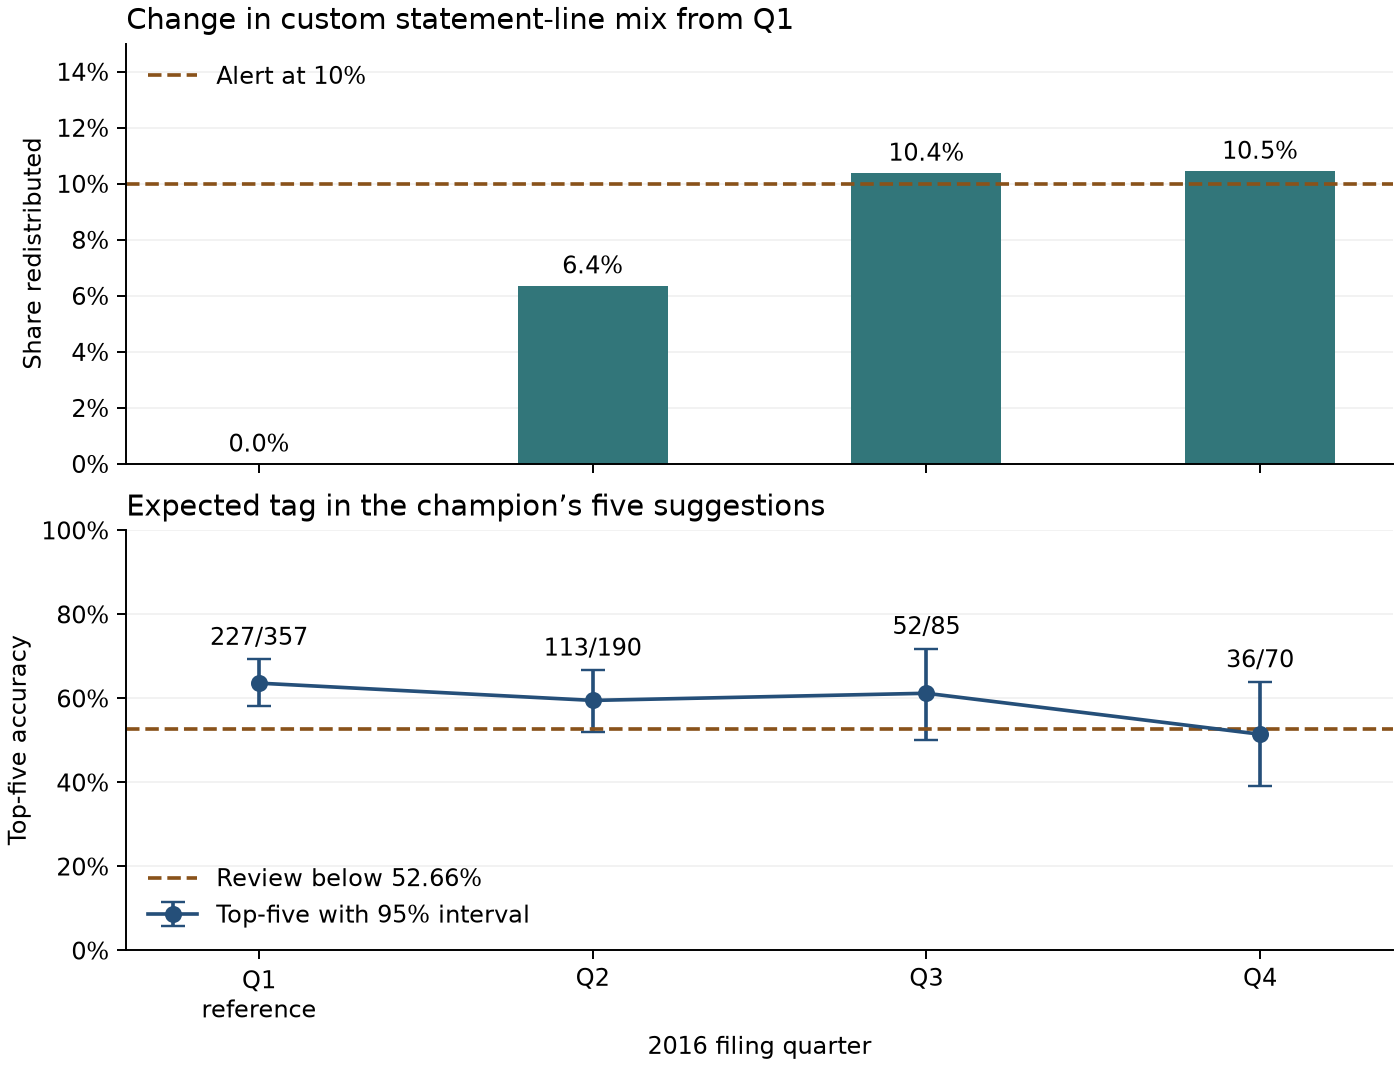 Change in custom statement-line mix from Q1
Share redistributed
14%
12%
10%
8%
6%
4%
2%
0%
Alert at 10%
0.0%
6.4%
10.4%
10.5%
Expected tag in the champion’s five suggestions
Top-five accuracy
100%
80%
60%
40%
20%
0%
227/357
113/190
52/85
36/70
Review below 52.66%
Top-five with 95% interval
Q1
reference
Q2
Q3
Q4
2016 filing quarter